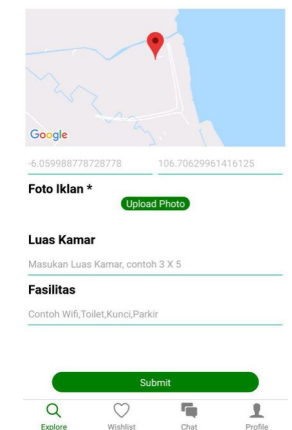 Google
-6.059988778728778 106.70629961416125
Foto Iklan *
Upload Photo
Luas Kamar
Masukan Luas Kamar, contoh 3 X 5
Fasilitas
Contoh Wifi,Toilet,Kunci,Parkir
Submit
Explore Wishlist Chat Profile